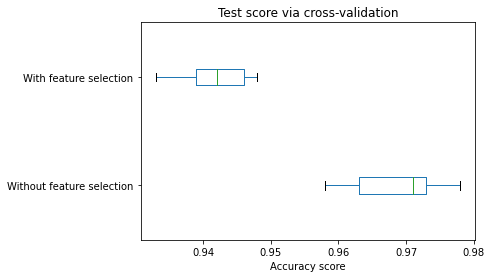 Test score via cross-validation
With feature selection
Without feature selection
0.94 0.95 0.96 0.97 0.98
Accuracy score